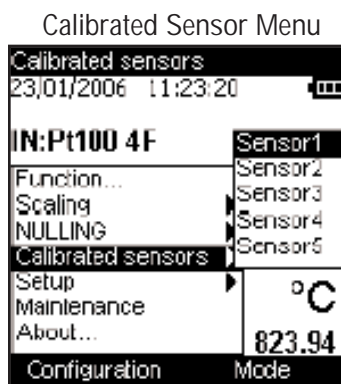 Calibrated Sensor Menu
Calibrated sensors
23/01/2006 11:23:20
IN:Pt100 4F
Sensor1
Sensor2
Sensor3
Sensor4
Sensor5
Function...
Scaling
NULLING
Calibrated sensors
Setup
Maintenance
About...
°C
823.94
Configuration Mode